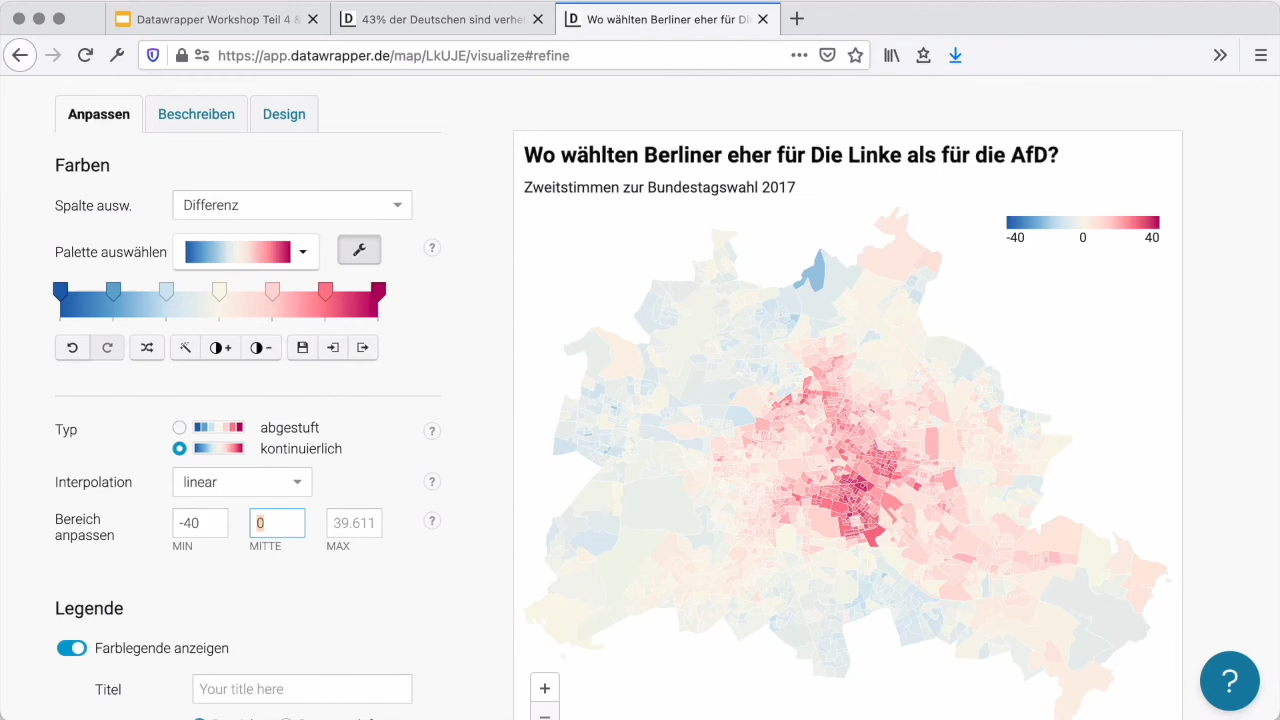 Datawrapper Workshop Teil 4 &
43% der Deutschen sind verhei
Wo wählten Berliner eher für Di
https://app.datawrapper.de/map/LkUJE/visualize#refine
Anpassen
Beschreiben
Design
Farben
Spalte ausw.
Differenz
Palette auswählen
?
Typ
abgestuft
?
kontinuierlich
Interpolation
linear
?
Bereich anpassen
-40
0
39.611
?
MIN
MITTE
MAX
Legende
Farblegende anzeigen
Titel
Your title here
Wo wählten Berliner eher für Die Linke als für die AfD?
Zweitstimmen zur Bundestagswahl 2017
-40
0
40
+
−
?